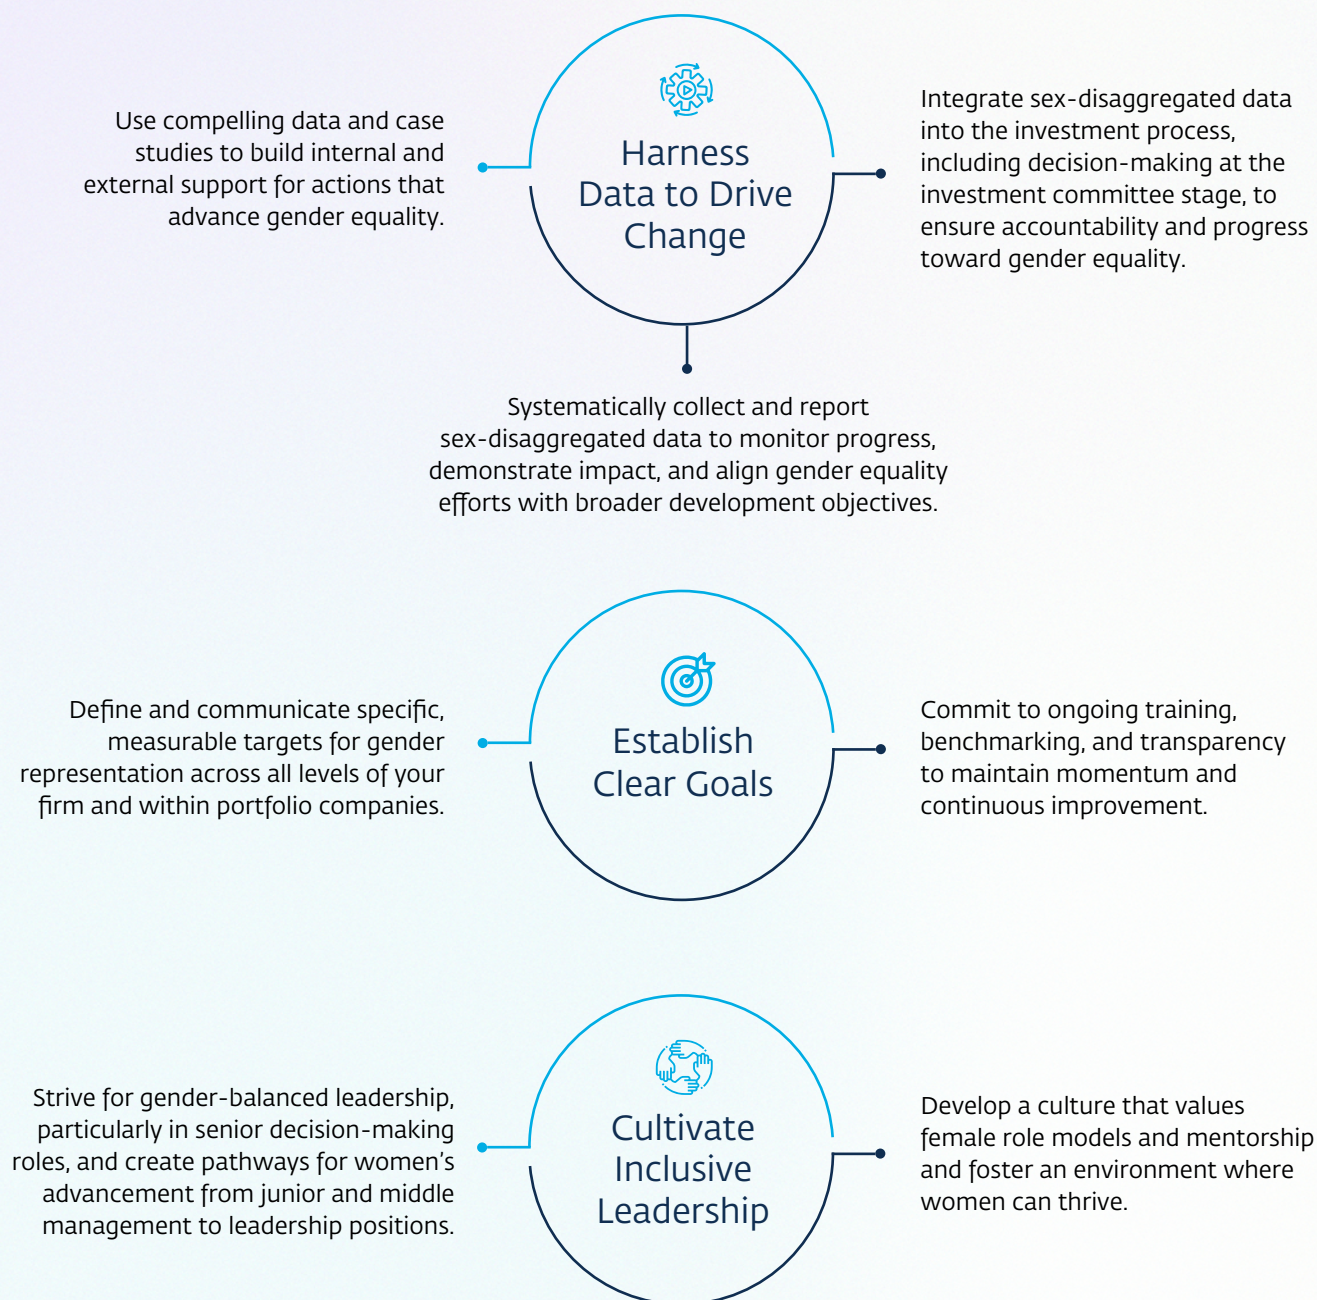 Harness
Data to Drive
Change
Use compelling data and case
studies to build internal and
external support for actions that
advance gender equality.
Integrate sex-disaggregated data
into the investment process,
including decision-making at the
investment committee stage, to
ensure accountability and progress
toward gender equality.
Systematically collect and report
sex-disaggregated data to monitor progress,
demonstrate impact, and align gender equality
efforts with broader development objectives.
Establish
Clear Goals
Define and communicate specific,
measurable targets for gender
representation across all levels of your
firm and within portfolio companies.
Commit to ongoing training,
benchmarking, and transparency
to maintain momentum and
continuous improvement.
Cultivate
Inclusive
Leadership
Strive for gender-balanced leadership,
particularly in senior decision-making
roles, and create pathways for women’s
advancement from junior and middle
management to leadership positions.
Develop a culture that values
female role models and mentorship
and foster an environment where
women can thrive.